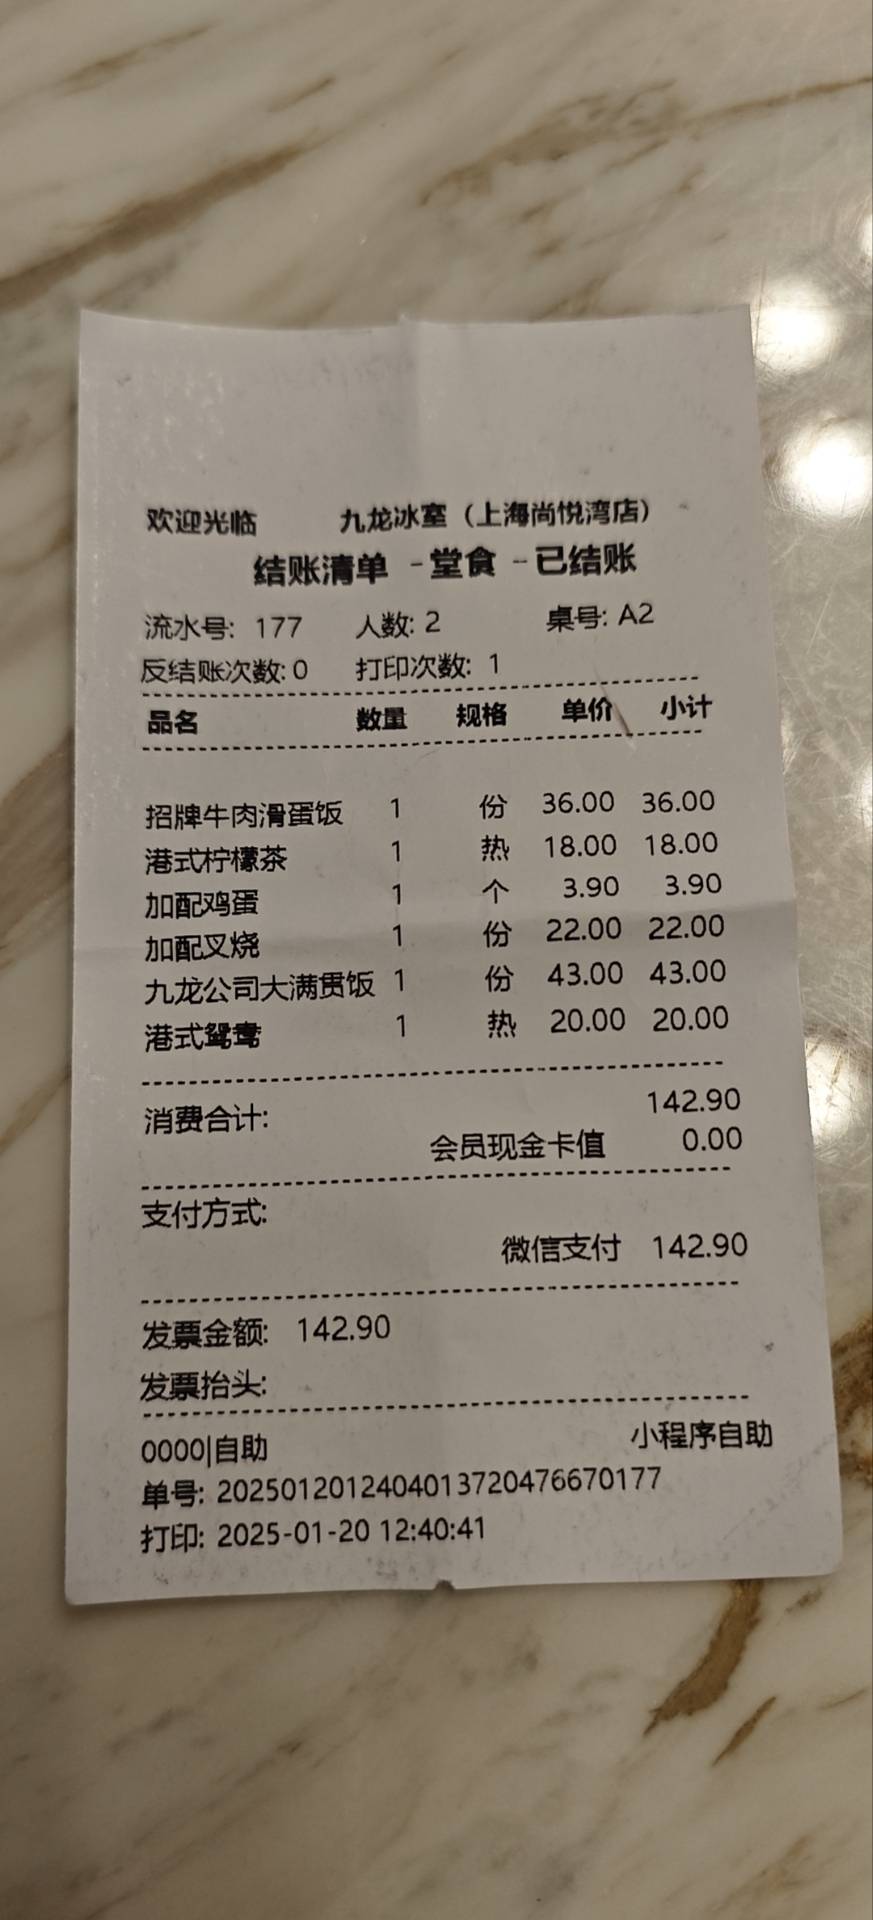 欢迎光临 九龙冰室（上海尚悦湾店）
结账清单 - 堂食 - 已结账
流水号: 177 人数: 2 桌号: A2
反结账次数: 0 打印次数: 1
品名 数量 规格 单价 小计
招牌牛肉滑蛋饭 1 份 36.00 36.00
港式柠檬茶 1 热 18.00 18.00
加配鸡蛋 1 个 3.90 3.90
加配叉烧 1 份 22.00 22.00
九龙公司大满贯饭 1 份 43.00 43.00
港式鸳鸯 1 热 20.00 20.00
消费合计: 142.90
会员现金卡值 0.00
支付方式:
微信支付 142.90
发票金额: 142.90
发票抬头:
0000|自助 小程序自助
单号: 2025012012404013720476670177
打印: 2025-01-20 12:40:41